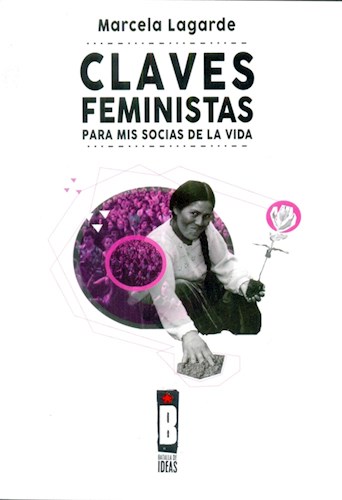 Marcela Lagarde
CLAVES
FEMINISTAS
PARA MIS SOCIAS DE LA VIDA
B
BATALLA DE
IDEAS